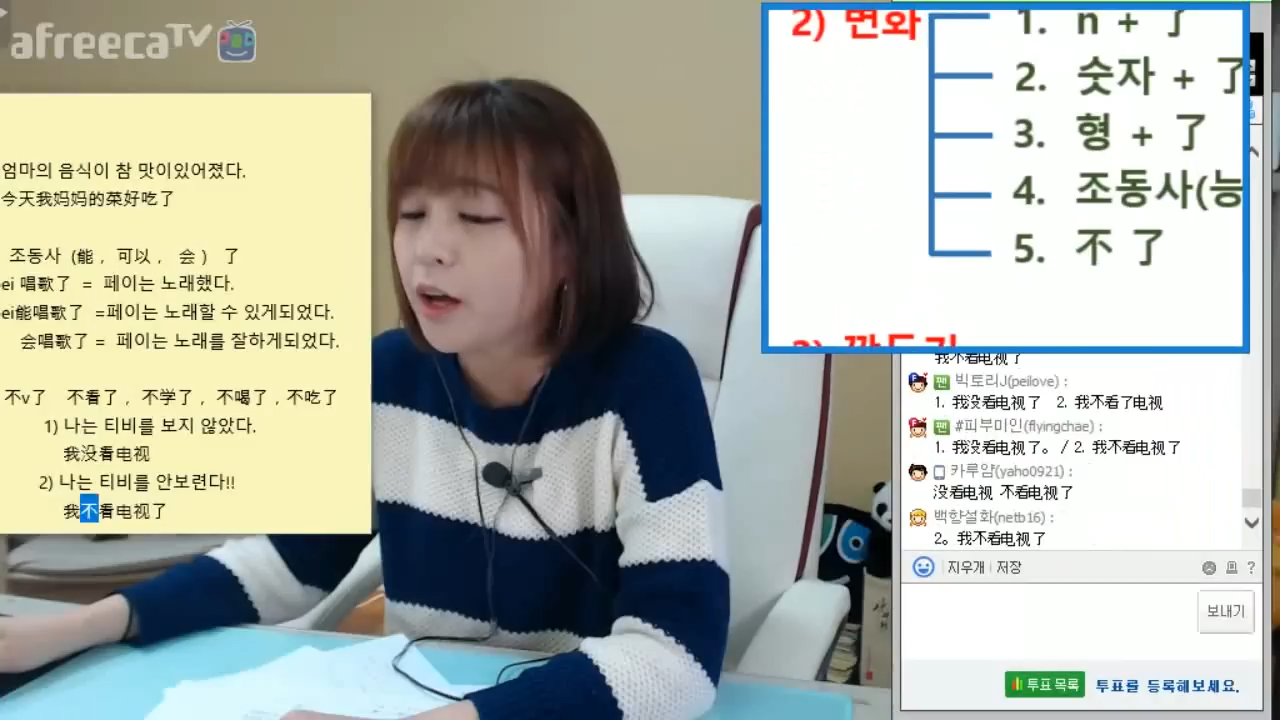 afreecaTV
엄마의 음식이 참 맛이있어졌다.
今天我妈妈的菜好吃了
조동사 (能, 可以, 会) 了
ei 唱歌了 = 페이는 노래했다.
ei能唱歌了 =페이는 노래할 수 있게되었다.
会唱歌了 = 페이는 노래를 잘하게되었다.
不v了 不看了, 不学了, 不喝了,不吃了
1) 나는 티비를 보지 않았다.
我没看电视
2) 나는 티비를 안보련다!!
我不看电视了
2) 변화
1. n + 了
2. 숫자 + 了
3. 형 + 了
4. 조동사(능
5. 不 了
我不看电视了
빅토리J(peilove) :
1. 我没看电视了 2. 我不看了电视
#피부미인(flyingchae) :
1. 我没看电视了。 / 2. 我不看电视了
카루얌(yaho0921) :
没看电视 不看电视了
백향설화(netb16) :
2。我不看电视了
지우개 저장
?
보내기
투표 목록 투표를 등록해보세요.